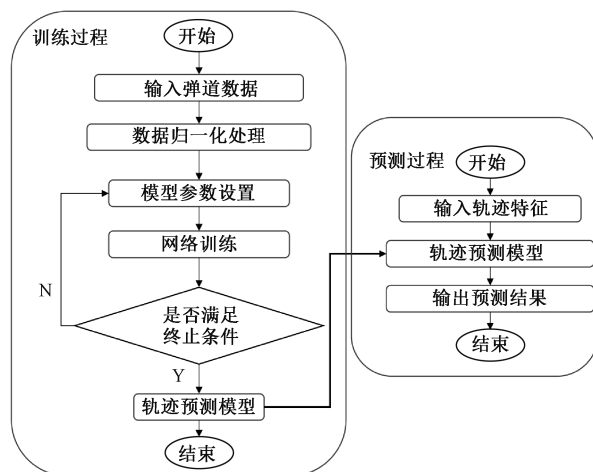 训练过程
开始
输入弹道数据
数据归一化处理
模型参数设置
网络训练
N
是否满足
终止条件
Y
轨迹预测模型
结束
预测过程
开始
输入轨迹特征
轨迹预测模型
输出预测结果
结束